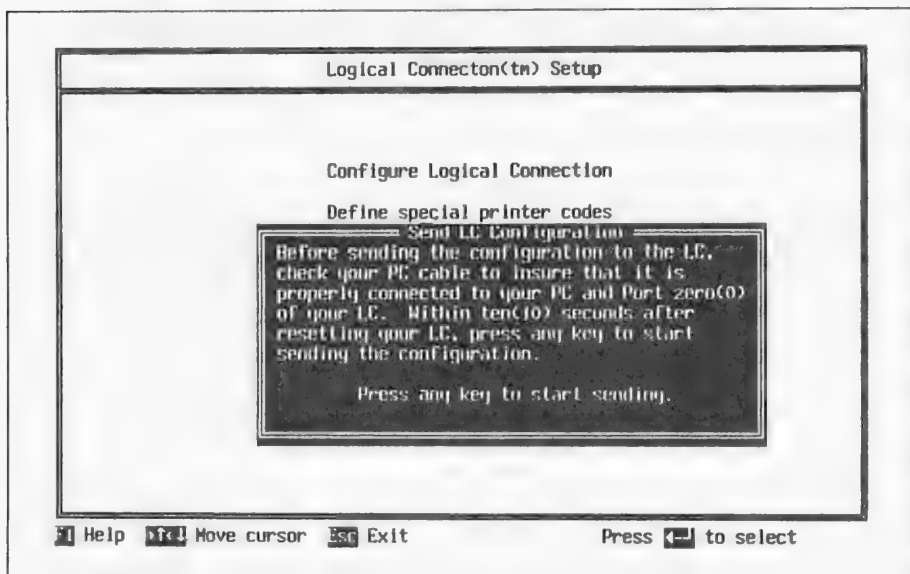 Logical Connecton(tm) Setup
Configure Logical Connection
Define special printer codes
Send LC Configuration
Before sending the configuration to the LC,
check your PC cable to insure that it is
properly connected to your PC and Port zero(0)
of your LC.  Within ten(10) seconds after
resetting your LC, press any key to start
sending the configuration.
Press any key to start sending.
F1 Help  Move cursor  Esc Exit  Press ◄─┘ to select